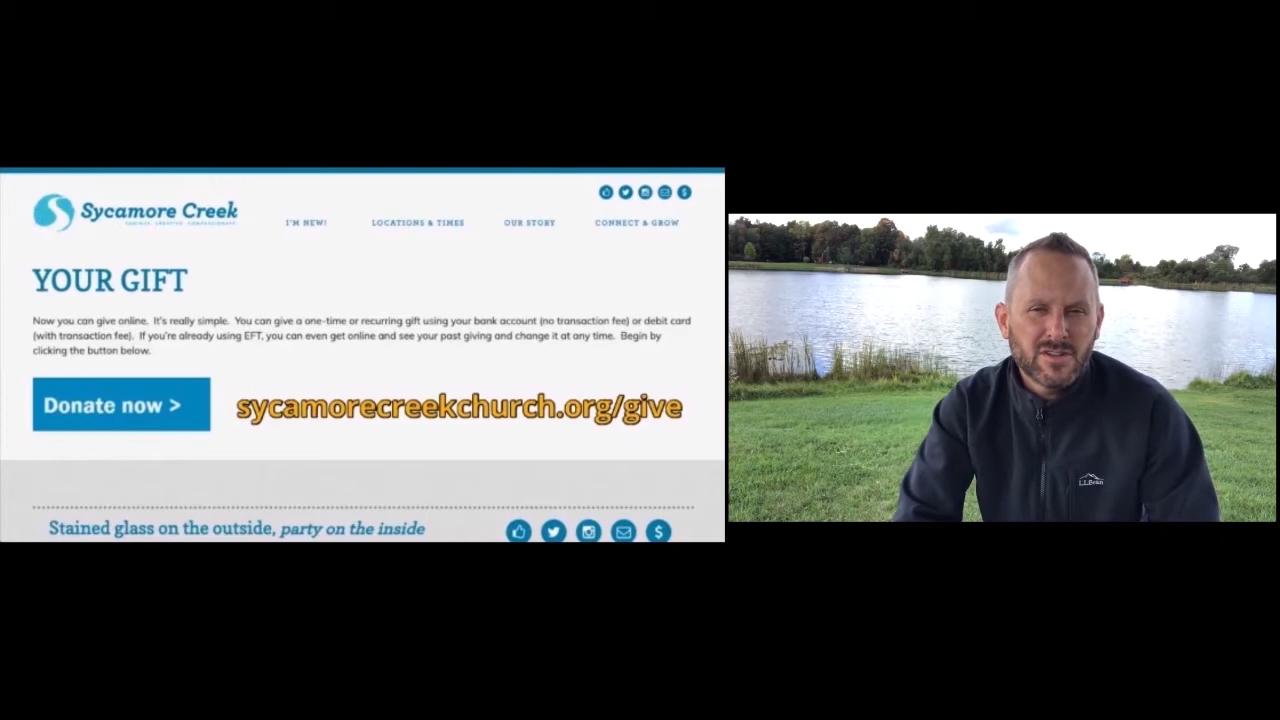 Sycamore Creek
I'M NEW!
LOCATIONS & TIMES
OUR STORY
CONNECT & GROW
YOUR GIFT
Now you can give online. It's really simple. You can give a one-time or recurring gift using your bank account (no transaction fee) or debit card
(with transaction fee). If you're already using EFT, you can even get online and see your past giving and change it at any time. Begin by
clicking the button below.
Donate now >
sycamorecreekchurch.org/give
Stained glass on the outside, party on the inside
L.L.Bean